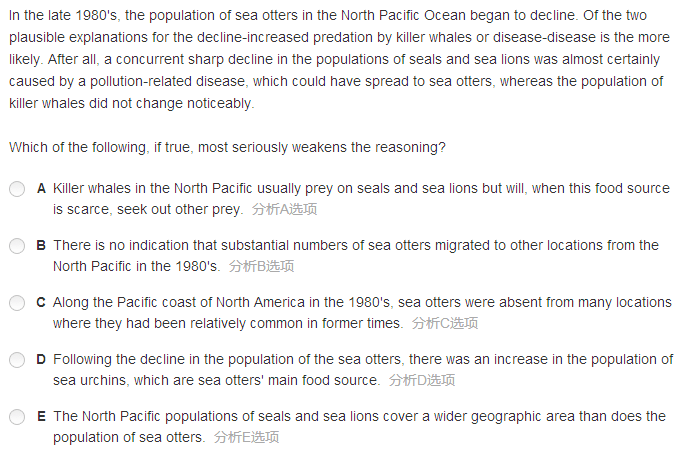 In the late 1980's, the population of sea otters in the North Pacific Ocean began to decline. Of the two
plausible explanations for the decline-increased predation by killer whales or disease-disease is the more
likely. After all, a concurrent sharp decline in the populations of seals and sea lions was almost certainly
caused by a pollution-related disease, which could have spread to sea otters, whereas the population of
killer whales did not change noticeably.
Which of the following, if true, most seriously weakens the reasoning?
A Killer whales in the North Pacific usually prey on seals and sea lions but will, when this food source
is scarce, seek out other prey. 分析A选项
B There is no indication that substantial numbers of sea otters migrated to other locations from the
North Pacific in the 1980's. 分析B选项
C Along the Pacific coast of North America in the 1980's, sea otters were absent from many locations
where they had been relatively common in former times. 分析C选项
D Following the decline in the population of the sea otters, there was an increase in the population of
sea urchins, which are sea otters' main food source. 分析D选项
E The North Pacific populations of seals and sea lions cover a wider geographic area than does the
population of sea otters. 分析E选项